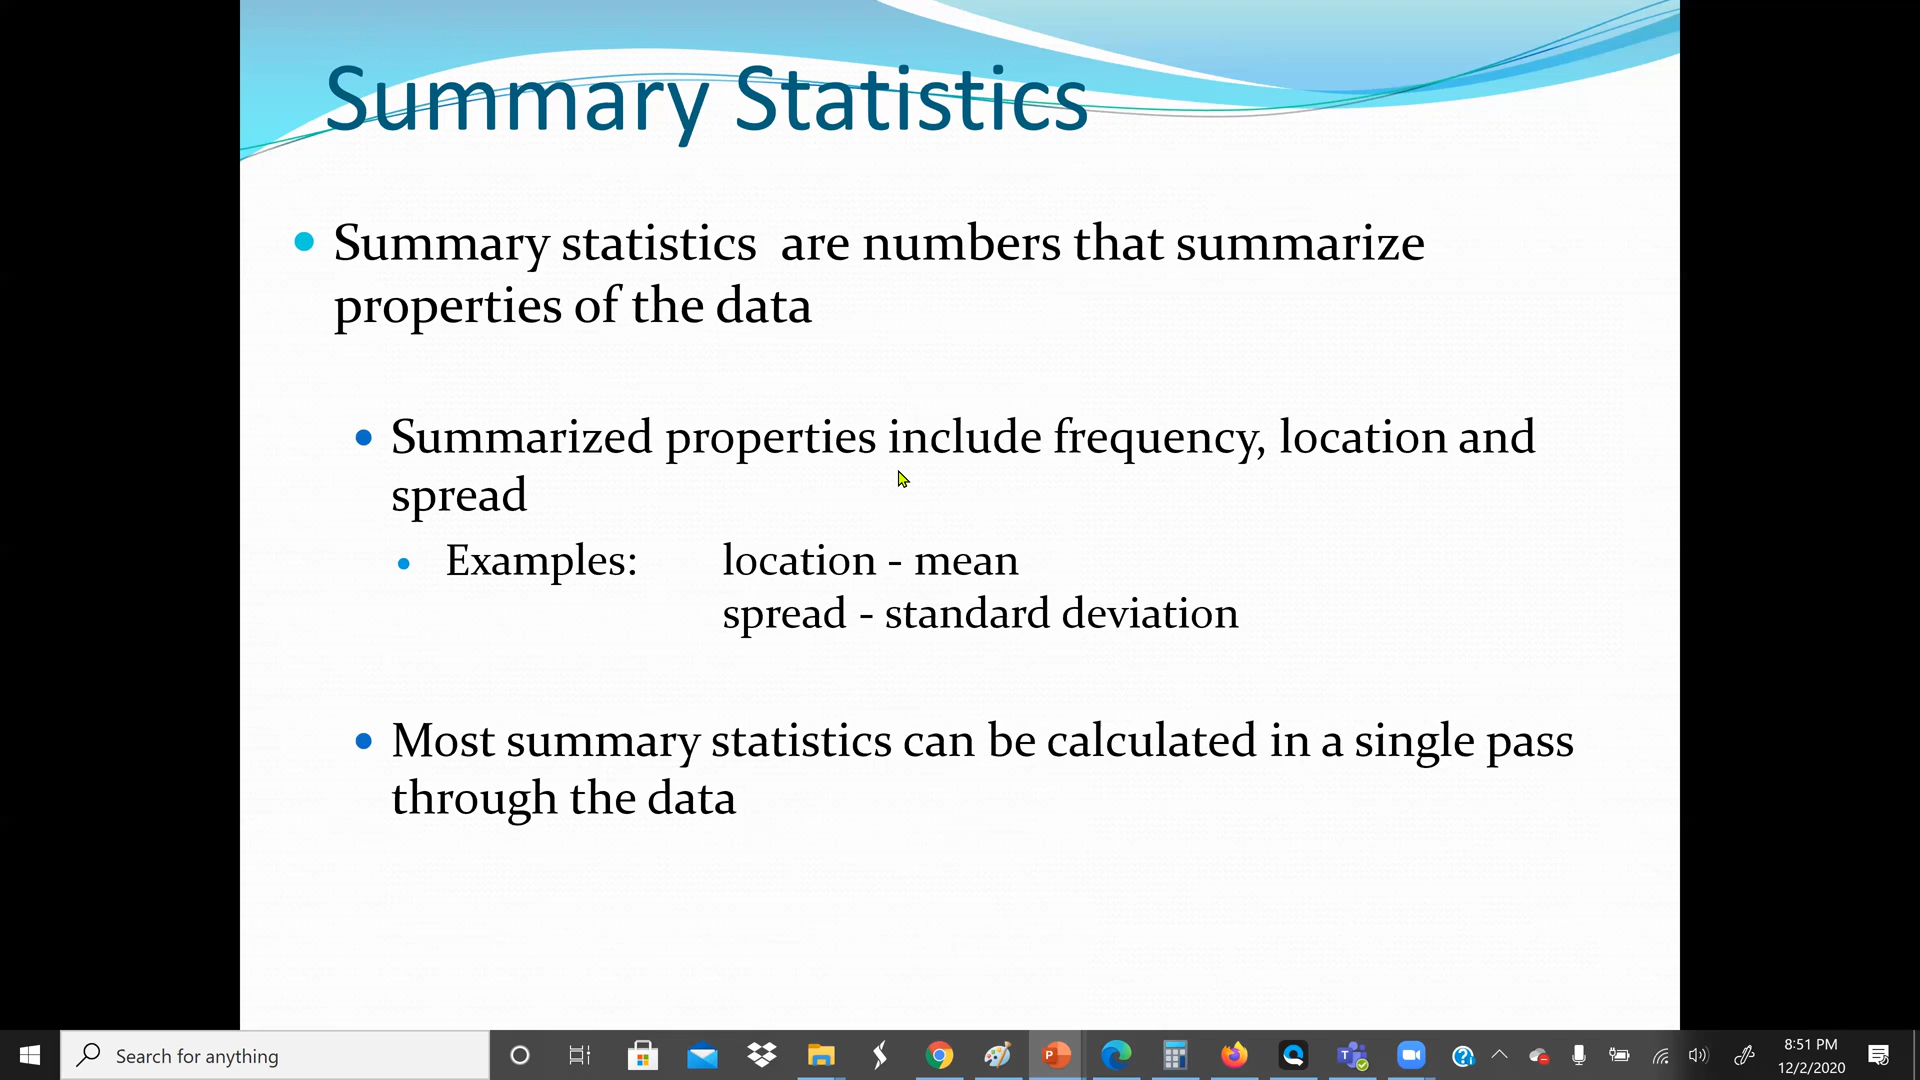 Summary Statistics
Summary statistics  are numbers that summarize
properties of the data
Summarized properties include frequency, location and
spread
Examples: location - mean
spread - standard deviation
Most summary statistics can be calculated in a single pass
through the data
Search for anything
8:51 PM
12/2/2020